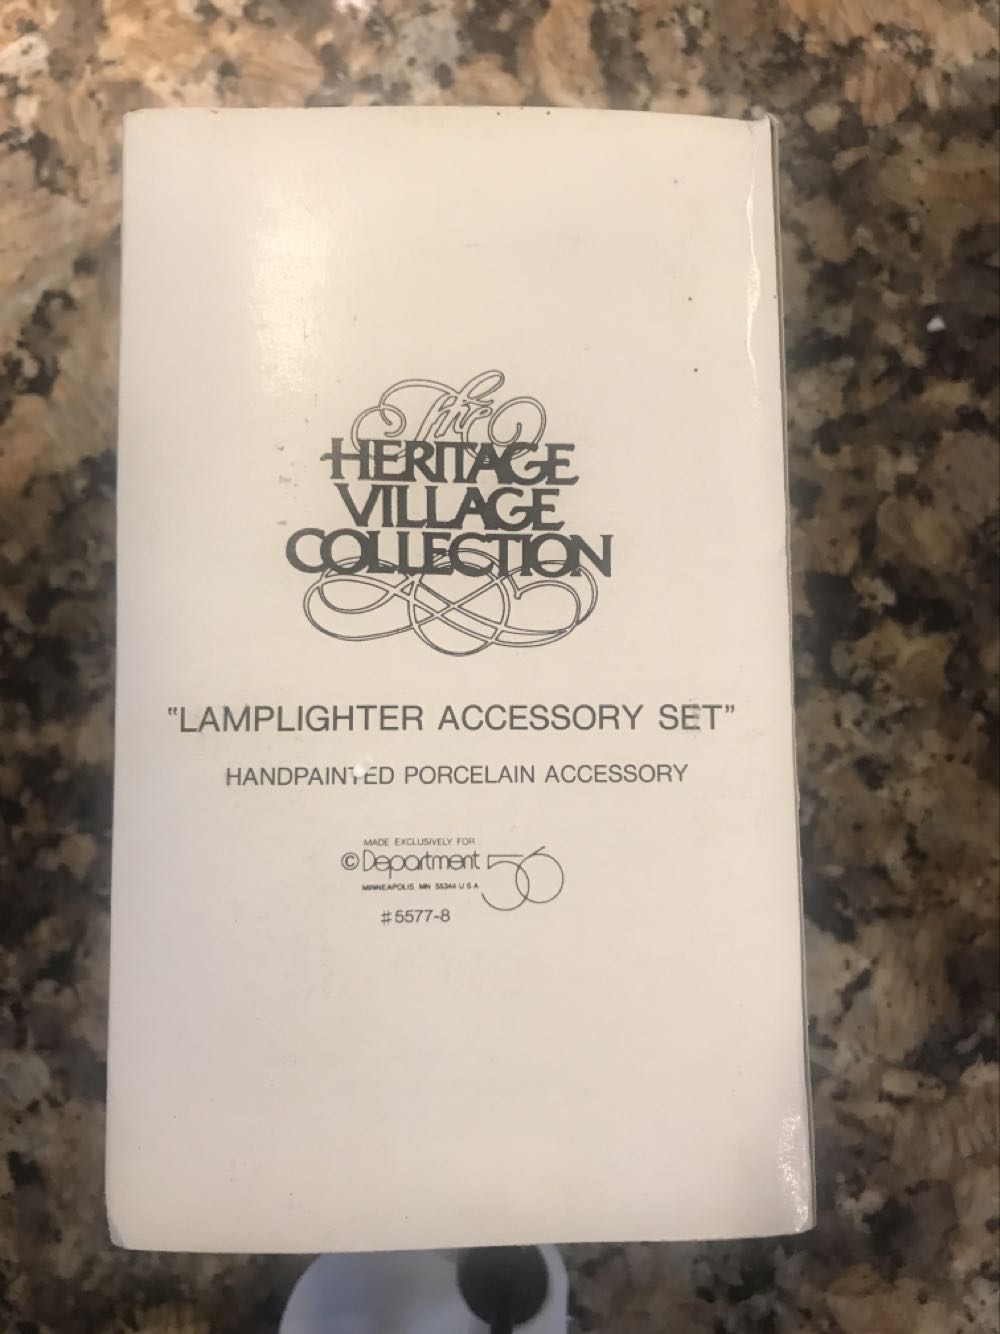 The
HERITAGE
VILLAGE
COLLECTION
"LAMPLIGHTER ACCESSORY SET"
HANDPAINTED PORCELAIN ACCESSORY
MADE EXCLUSIVELY FOR
© Department 56
MINNEAPOLIS MN 55344 U S A
#5577-8